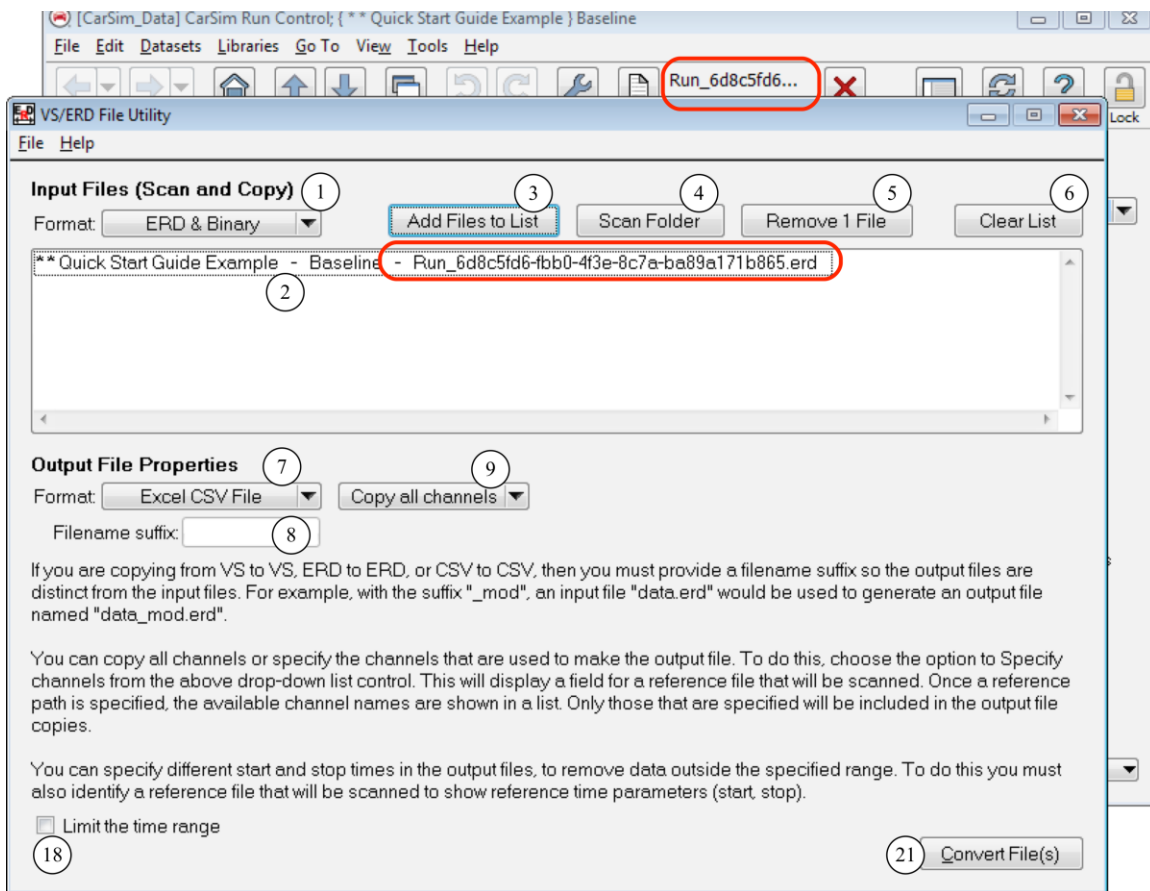 [CarSim_Data] CarSim Run Control; { * * Quick Start Guide Example } Baseline
File Edit Datasets Libraries Go To View Tools Help
Run_6d8c5fd6...
Lock
VS/ERD File Utility
File Help
Input Files (Scan and Copy) 1 3 4 5 6
Format: ERD & Binary Add Files to List Scan Folder Remove 1 File Clear List
* * Quick Start Guide Example - Baseline - Run_6d8c5fd6-fbb0-4f3e-8c7a-ba89a171b865.erd
2
Output File Properties 7 9
Format: Excel CSV File Copy all channels
Filename suffix: 8
If you are copying from VS to VS, ERD to ERD, or CSV to CSV, then you must provide a filename suffix so the output files are
distinct from the input files. For example, with the suffix "_mod", an input file "data.erd" would be used to generate an output file
named "data_mod.erd".
You can copy all channels or specify the channels that are used to make the output file. To do this, choose the option to Specify
channels from the above drop-down list control. This will display a field for a reference file that will be scanned. Once a reference
path is specified, the available channel names are shown in a list. Only those that are specified will be included in the output file
copies.
You can specify different start and stop times in the output files, to remove data outside the specified range. To do this you must
also identify a reference file that will be scanned to show reference time parameters (start, stop).
Limit the time range
18 21 Convert File(s)